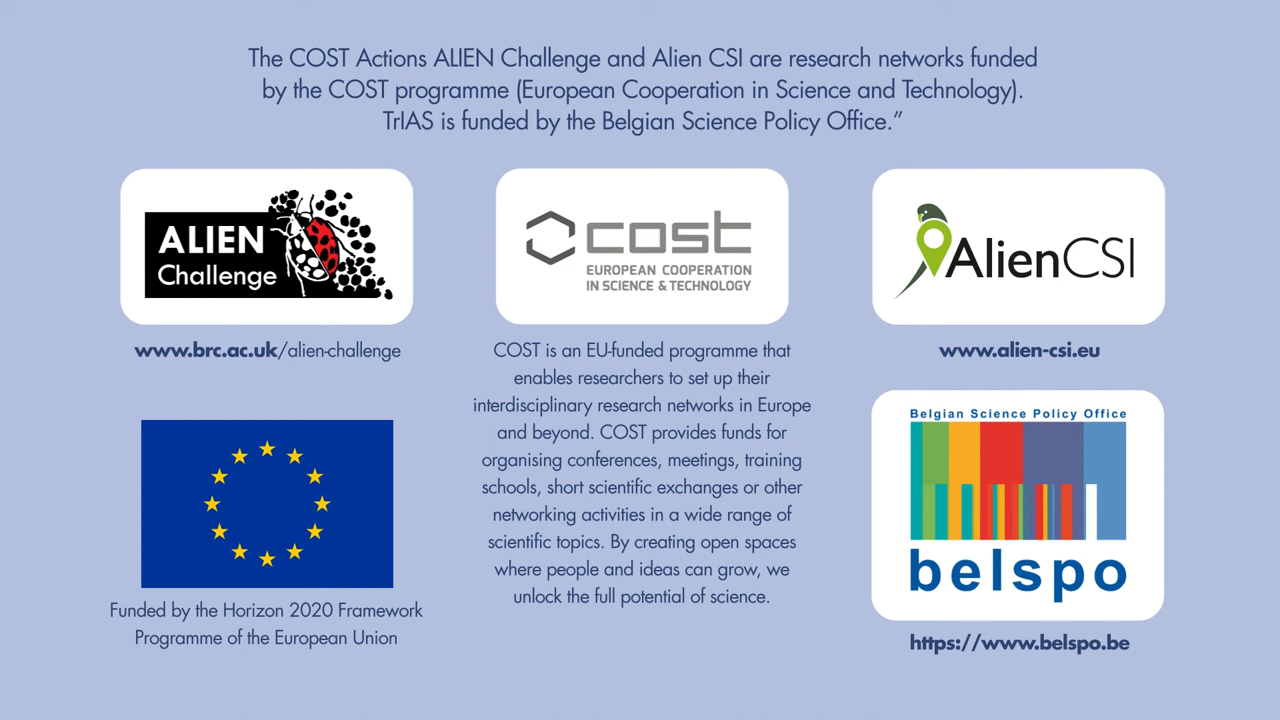 The COST Actions ALIEN Challenge and Alien CSI are research networks funded
by the COST programme (European Cooperation in Science and Technology).
TrIAS is funded by the Belgian Science Policy Office.”
ALIEN
Challenge
www.brc.ac.uk/alien-challenge
cost
EUROPEAN COOPERATION
IN SCIENCE & TECHNOLOGY
AlienCSI
www.alien-csi.eu
COST is an EU-funded programme that
enables researchers to set up their
interdisciplinary research networks in Europe
and beyond. COST provides funds for
organising conferences, meetings, training
schools, short scientific exchanges or other
networking activities in a wide range of
scientific topics. By creating open spaces
where people and ideas can grow, we
unlock the full potential of science.
Funded by the Horizon 2020 Framework
Programme of the European Union
Belgian Science Policy Office
belspo
https://www.belspo.be